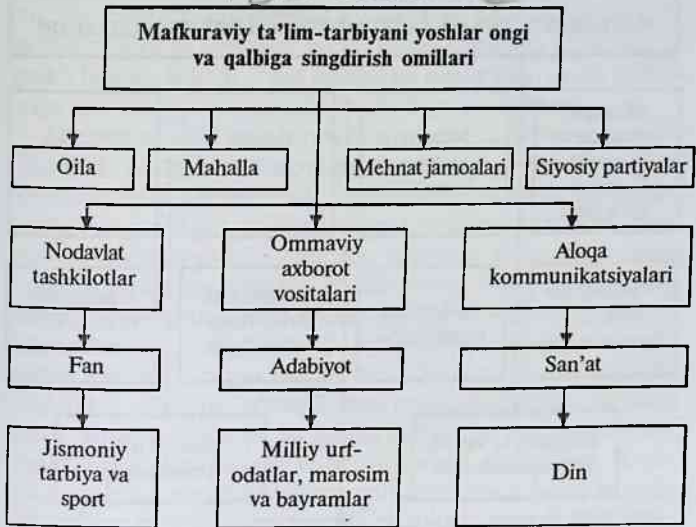 Mafkuraviy ta’lim-tarbiyani yoshlar ongi
va qalbiga singdirish omillari
Oila
Mahalla
Mehnat jamoalari
Siyosiy partiyalar
Nodavlat
tashkilotlar
Ommaviy
axborot
vositalari
Aloqa
kommunikatsiyalari
Fan
Adabiyot
San’at
Jismoniy
tarbiya va
sport
Milliy urf-
odatlar, marosim
va bayramlar
Din